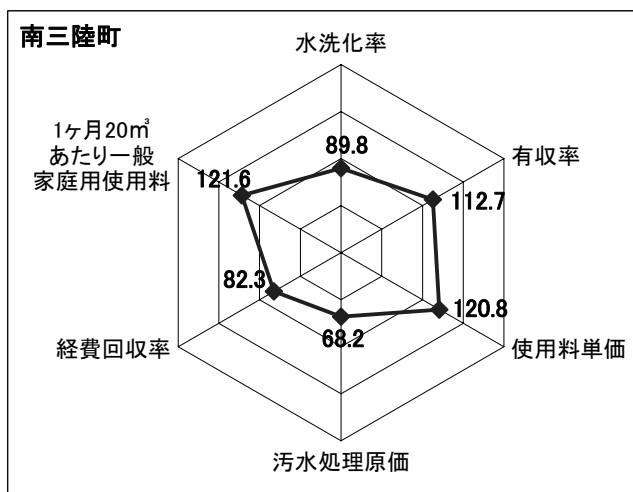 南三陸町
水洗化率
1ヶ月20㎥
あたり一般
家庭用使用料
有収率
89.8
121.6
112.7
82.3
120.8
68.2
経費回収率
使用料単価
汚水処理原価